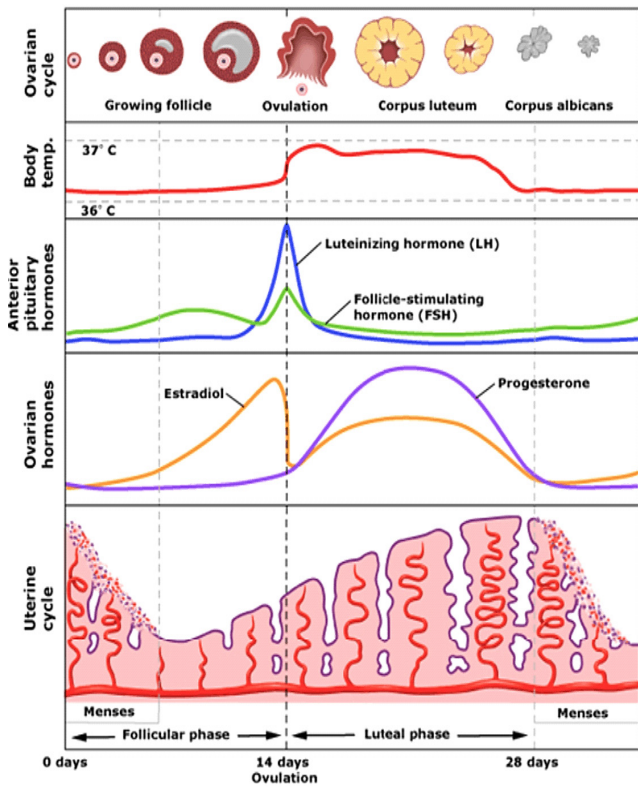 Ovarian
cycle
Growing follicle
Ovulation
Corpus luteum
Corpus albicans
Body
temp.
37° C
36° C
Anterior
pituitary
hormones
Luteinizing hormone (LH)
Follicle-stimulating
hormone (FSH)
Ovarian
hormones
Estradiol
Progesterone
Uterine
cycle
Menses
Menses
Follicular phase
Luteal phase
0 days
14 days
28 days
Ovulation